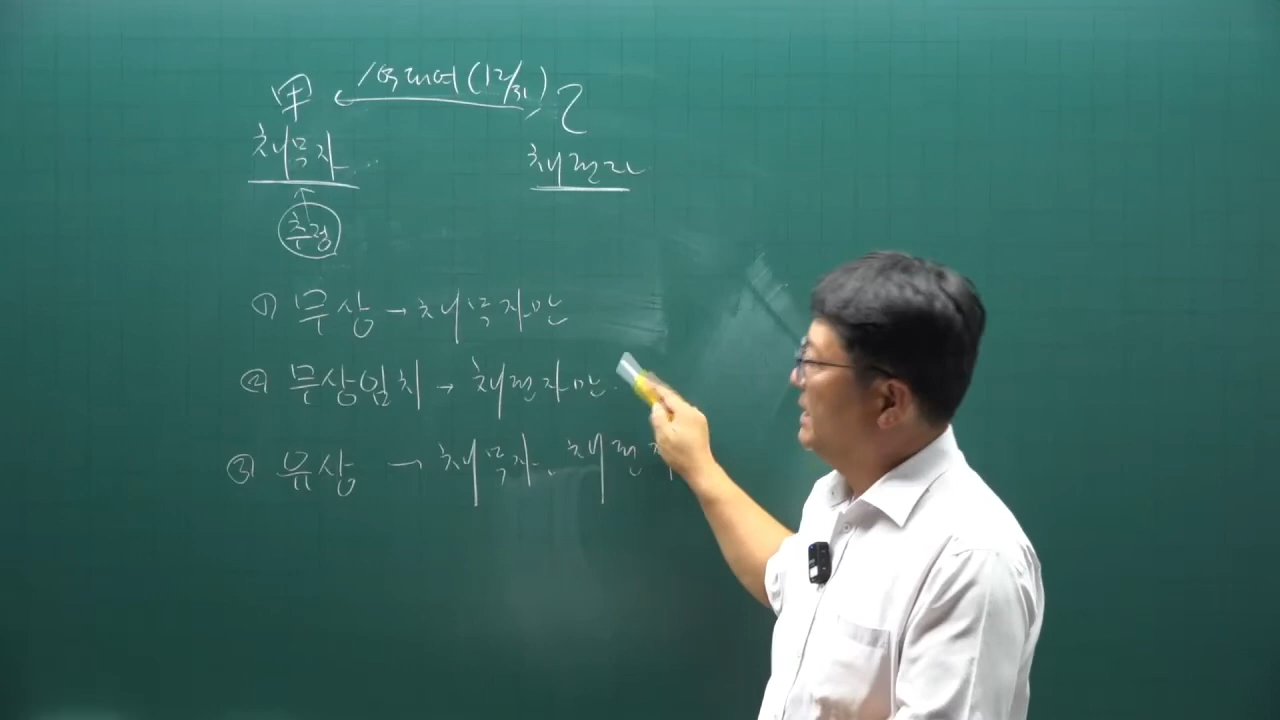 甲 ← 1억 대여 (12/31) 乙
채무자 채권자
추정
① 무상 → 채무자만
② 무상임치 → 채권자만
③ 유상 → 채무자, 채권자